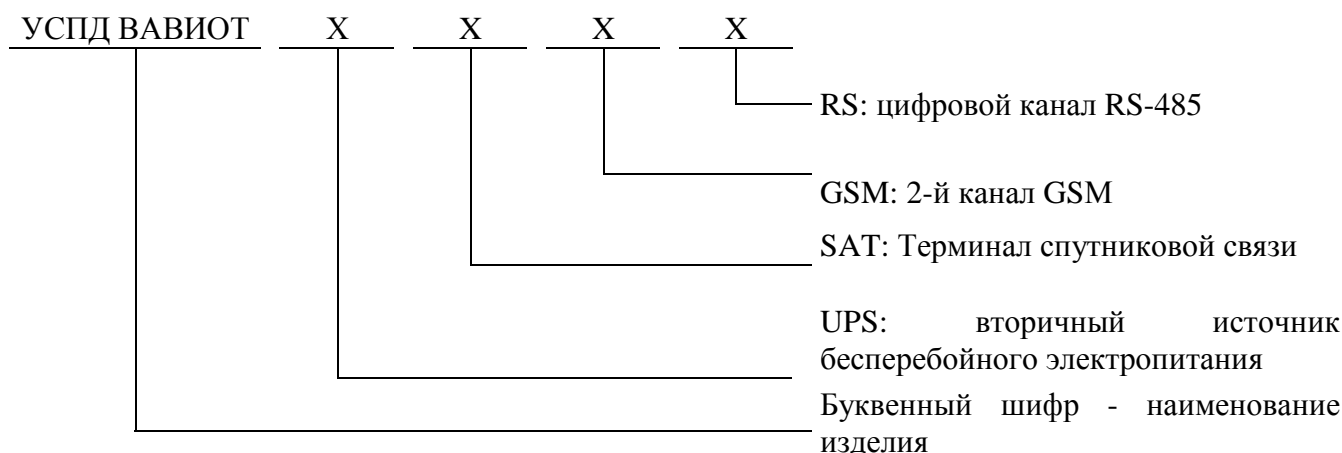 УСПД ВАВИОТ X X X X
RS: цифровой канал RS-485
GSM: 2-й канал GSM
SAT: Терминал спутниковой связи
UPS: вторичный источник
бесперебойного электропитания
Буквенный шифр - наименование
изделия